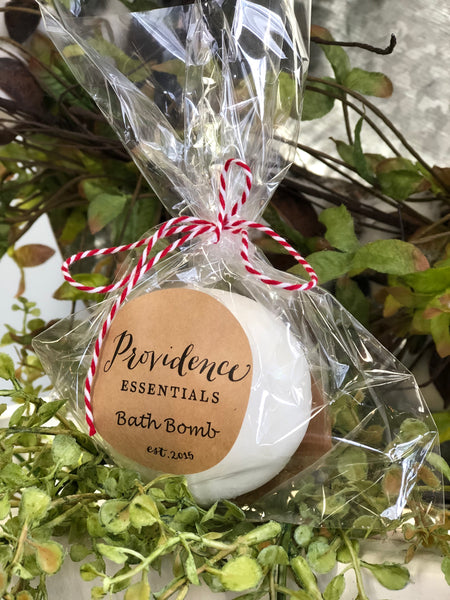 Providence
ESSENTIALS
Bath Bomb
est. 2015